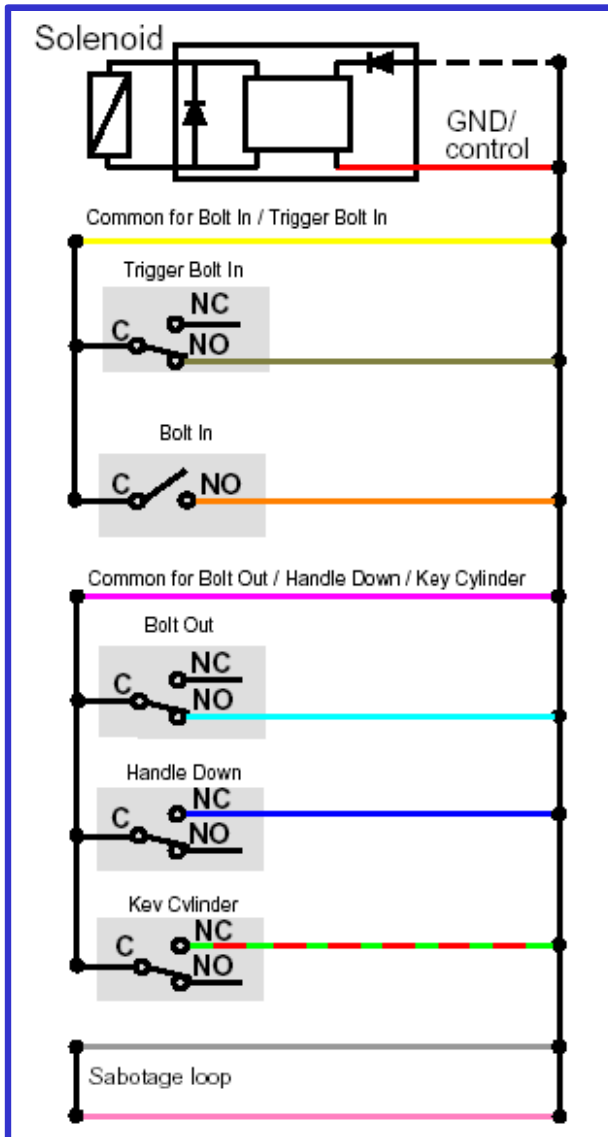 Solenoid
GND/
control
Common for Bolt In / Trigger Bolt In
Trigger Bolt In
NC
C
NO
Bolt In
C
NO
Common for Bolt Out / Handle Down / Key Cylinder
Bolt Out
NC
C
NO
Handle Down
NC
C
NO
Key Cylinder
NC
C
NO
Sabotage loop